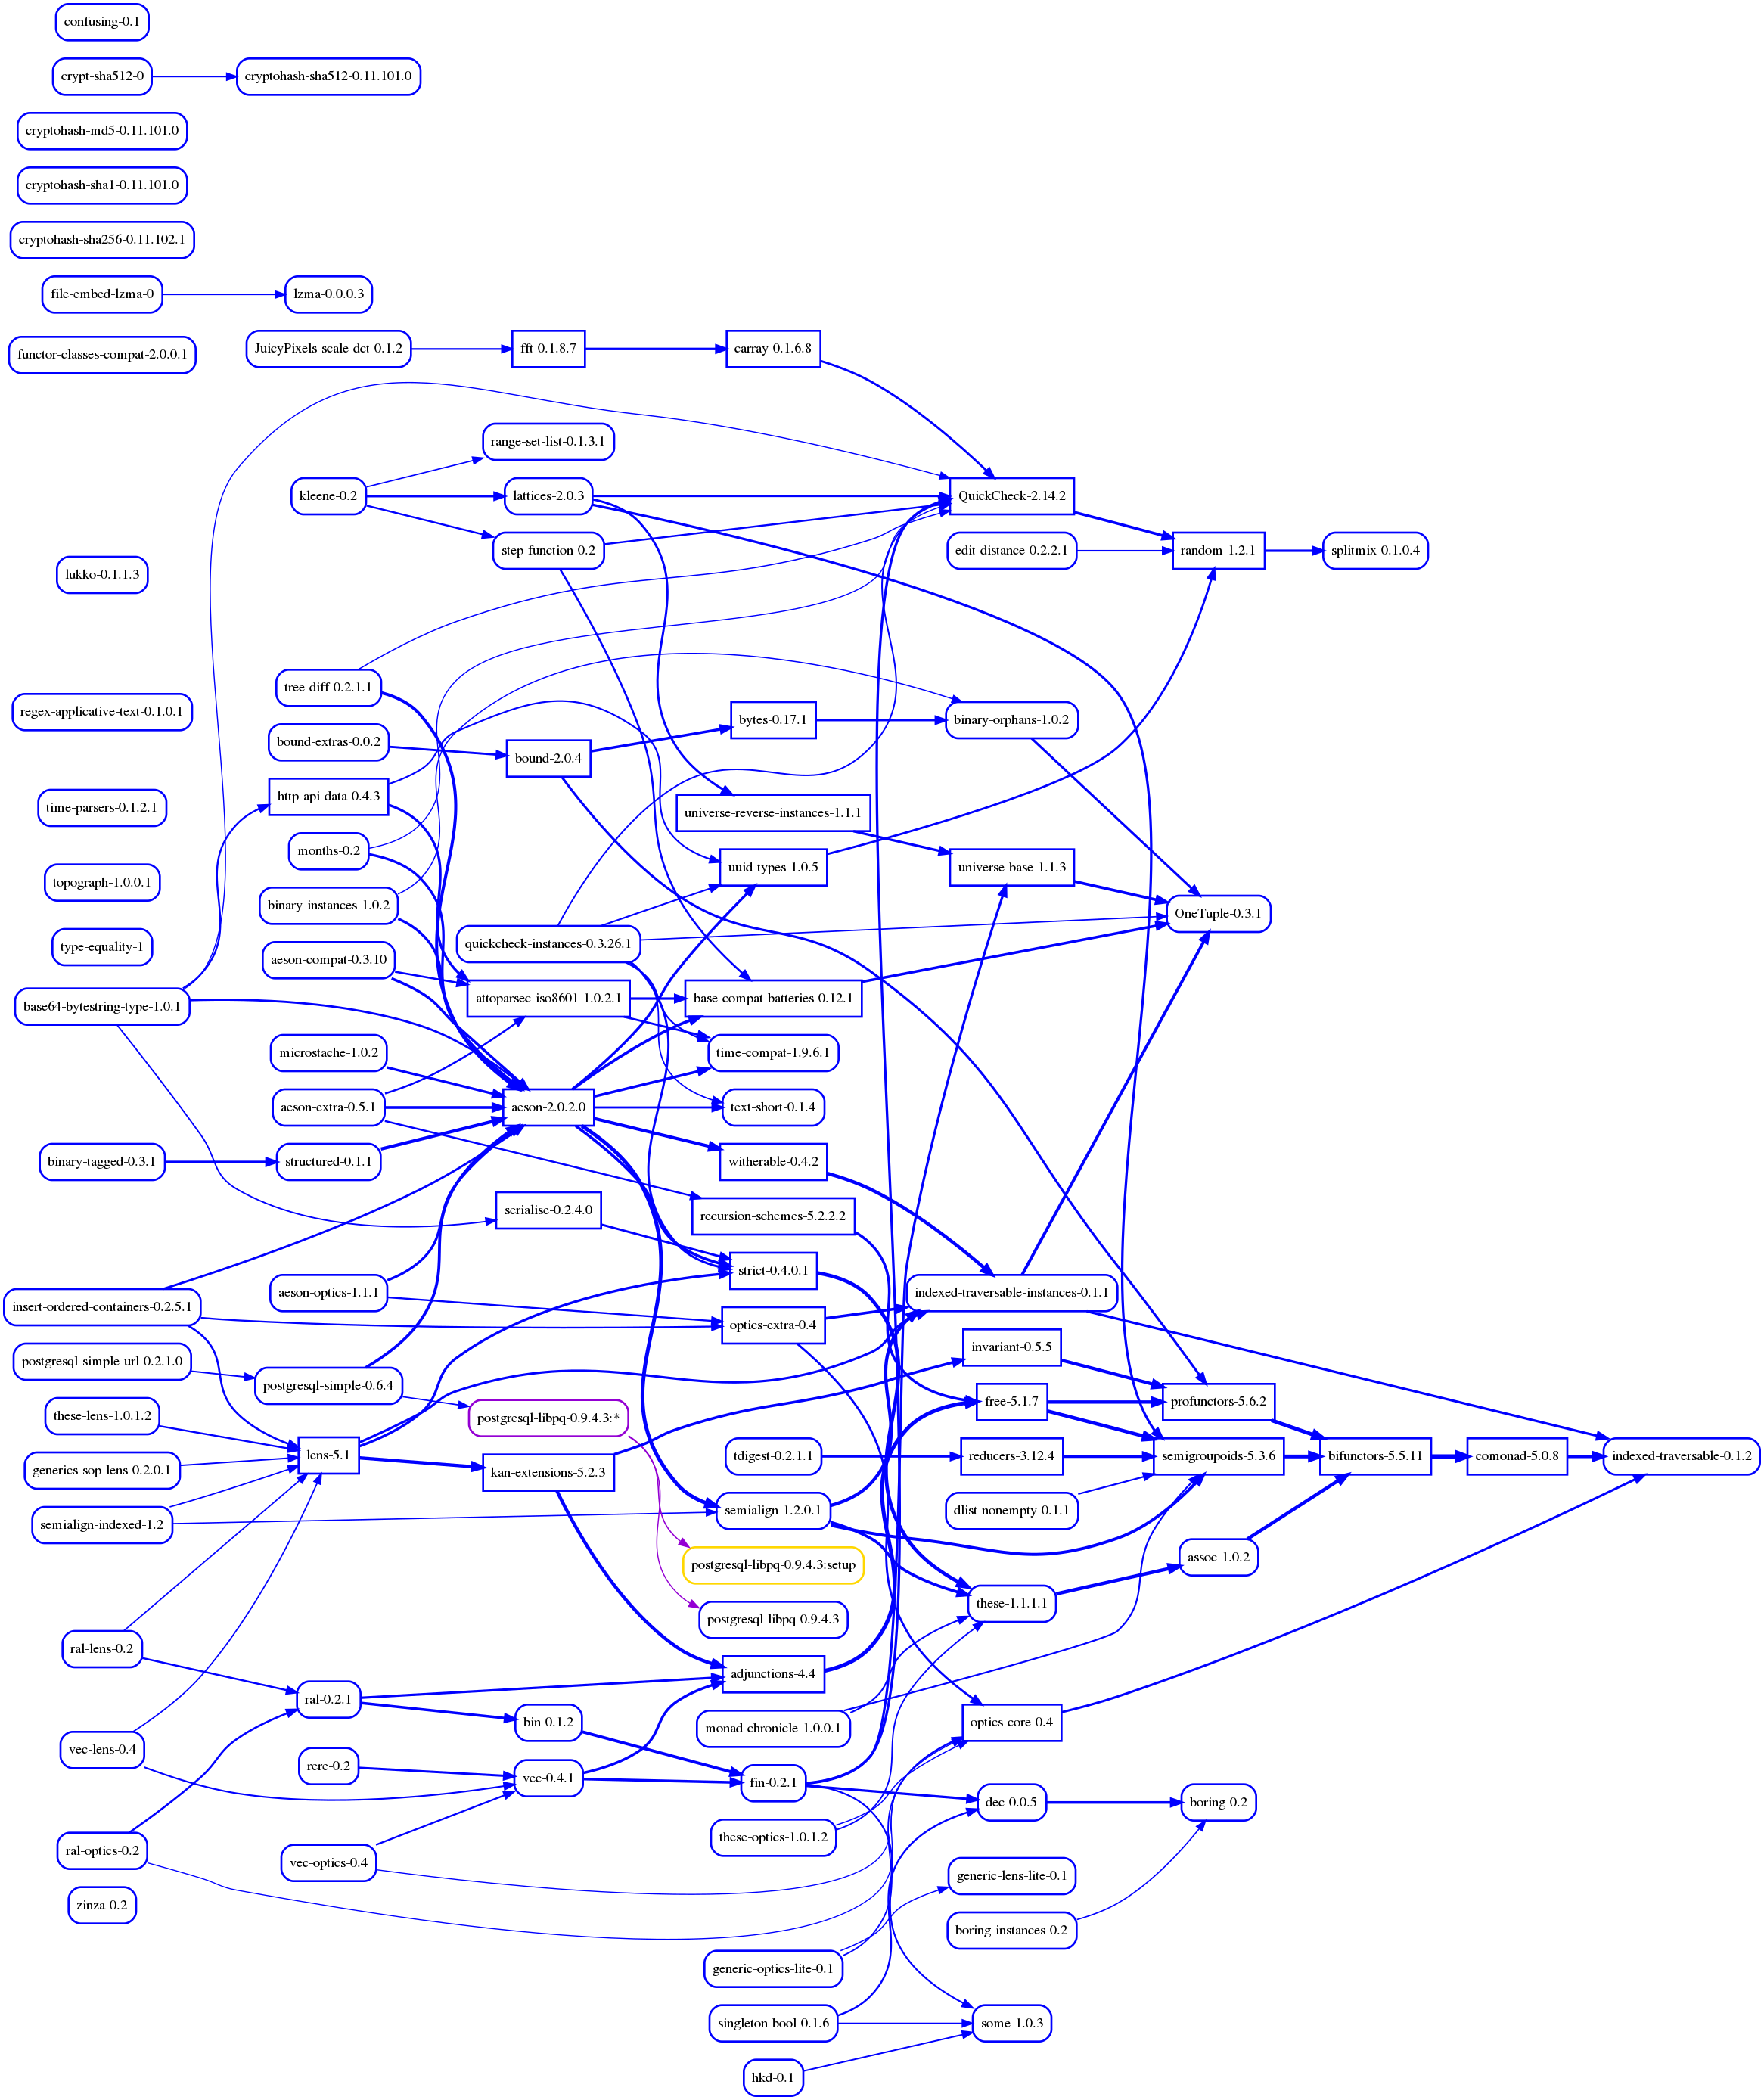 confusing-0.1
crypt-sha512-0
cryptohash-sha512-0.11.101.0
cryptohash-md5-0.11.101.0
cryptohash-sha1-0.11.101.0
cryptohash-sha256-0.11.102.1
file-embed-lzma-0
lzma-0.0.0.3
functor-classes-compat-2.0.0.1
JuicyPixels-scale-dct-0.1.2
fft-0.1.8.7
carray-0.1.6.8
range-set-list-0.1.3.1
kleene-0.2
lattices-2.0.3
QuickCheck-2.14.2
step-function-0.2
edit-distance-0.2.2.1
random-1.2.1
splitmix-0.1.0.4
lukko-0.1.1.3
tree-diff-0.2.1.1
regex-applicative-text-0.1.0.1
bytes-0.17.1
binary-orphans-1.0.2
bound-extras-0.0.2
bound-2.0.4
http-api-data-0.4.3
time-parsers-0.1.2.1
universe-reverse-instances-1.1.1
months-0.2
uuid-types-1.0.5
universe-base-1.1.3
topograph-1.0.0.1
binary-instances-1.0.2
OneTuple-0.3.1
type-equality-1
quickcheck-instances-0.3.26.1
aeson-compat-0.3.10
base64-bytestring-type-1.0.1
attoparsec-iso8601-1.0.2.1
base-compat-batteries-0.12.1
microstache-1.0.2
time-compat-1.9.6.1
aeson-extra-0.5.1
aeson-2.0.2.0
text-short-0.1.4
binary-tagged-0.3.1
structured-0.1.1
witherable-0.4.2
serialise-0.2.4.0
recursion-schemes-5.2.2.2
strict-0.4.0.1
aeson-optics-1.1.1
indexed-traversable-instances-0.1.1
insert-ordered-containers-0.2.5.1
optics-extra-0.4
invariant-0.5.5
postgresql-simple-url-0.2.1.0
postgresql-simple-0.6.4
free-5.1.7
profunctors-5.6.2
these-lens-1.0.1.2
postgresql-libpq-0.9.4.3:*
lens-5.1
tdigest-0.2.1.1
reducers-3.12.4
semigroupoids-5.3.6
bifunctors-5.5.11
comonad-5.0.8
indexed-traversable-0.1.2
generics-sop-lens-0.2.0.1
kan-extensions-5.2.3
semialign-indexed-1.2
semialign-1.2.0.1
dlist-nonempty-0.1.1
postgresql-libpq-0.9.4.3:setup
assoc-1.0.2
these-1.1.1.1
postgresql-libpq-0.9.4.3
ral-lens-0.2
adjunctions-4.4
ral-0.2.1
bin-0.1.2
monad-chronicle-1.0.0.1
optics-core-0.4
vec-lens-0.4
rere-0.2
vec-0.4.1
fin-0.2.1
dec-0.0.5
boring-0.2
these-optics-1.0.1.2
ral-optics-0.2
vec-optics-0.4
generic-lens-lite-0.1
zinza-0.2
boring-instances-0.2
generic-optics-lite-0.1
singleton-bool-0.1.6
some-1.0.3
hkd-0.1